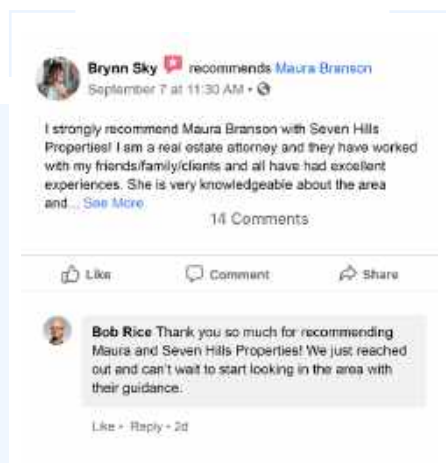 Brynn Sky recommends Maura Branson
September 7 at 11:30 AM •
I strongly recommend Maura Branson with Seven Hills
Properties! I am a real estate attorney and they have worked
with my friends/family/clients and all have had excellent
experiences. She is very knowledgeable about the area
and... See More
14 Comments
Like Comment Share
Bob Rice Thank you so much for recommending
Maura and Seven Hills Properties! We just reached
out and can't wait to start looking in the area with
their guidance.
Like • Reply • 2d